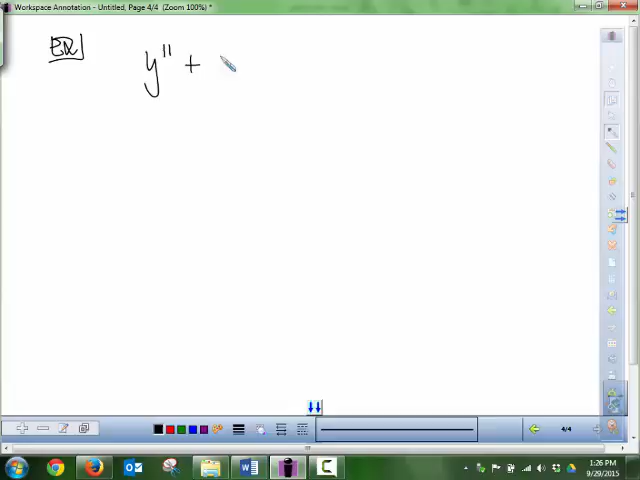 Workspace Annotation - Untitled, Page 4/4 (Zoom 100%) *
EX
y'' +
4/4
1:26 PM
9/29/2015